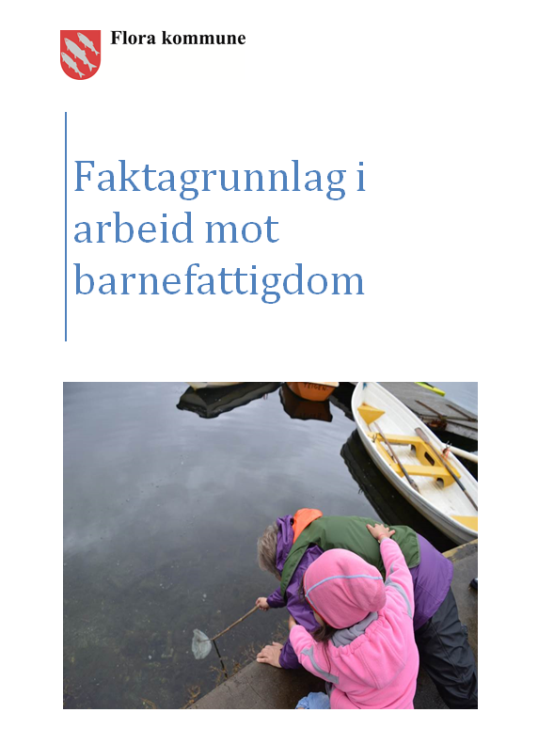 Flora kommune
Faktagrunnlag i
arbeid mot
barnefattigdom